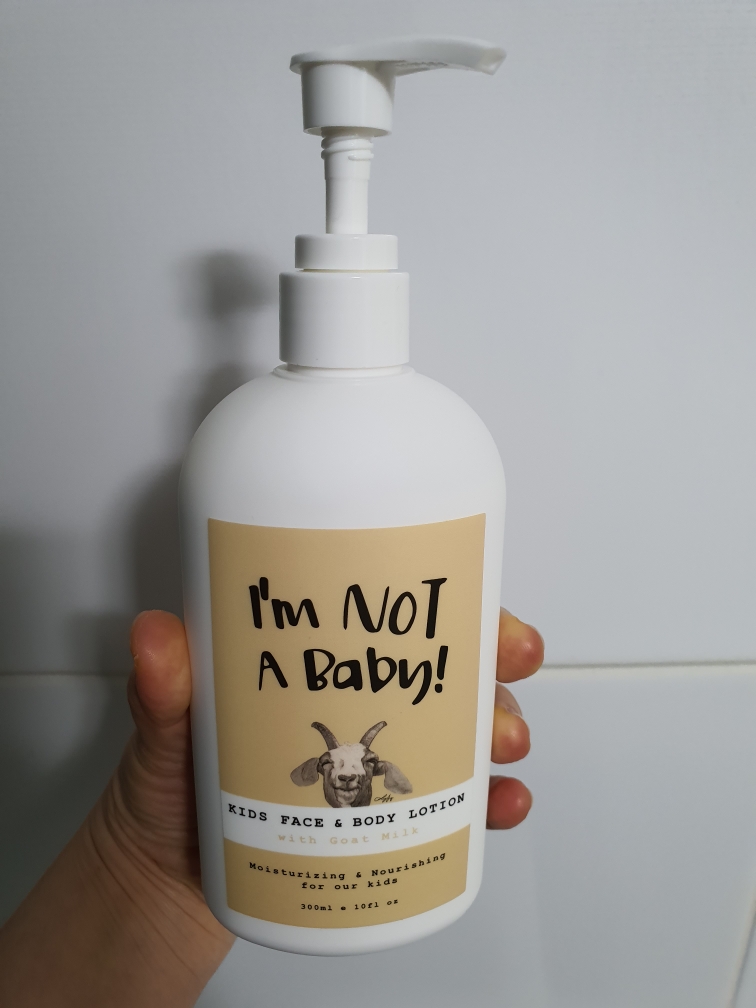 I'm NOT
A Baby!
KIDS FACE & BODY LOTION
with Goat Milk
Moisturizing & Nourishing
for our kids
300ml e 10fl oz